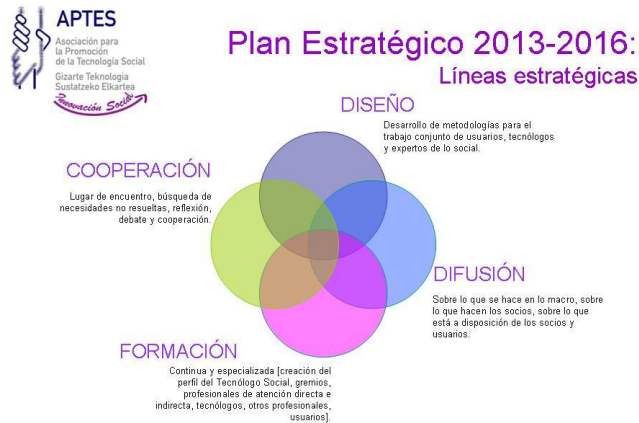 APTES
Asociación para
la Promoción
de la Tecnología Social
Gizarte Teknologia
Sustatzeko Elkartea
Innovación Social
Plan Estratégico 2013-2016:
Líneas estratégicas
DISEÑO
Desarrollo de metodologías para el
trabajo conjunto de usuarios, tecnólogos
y expertos de lo social.
COOPERACIÓN
Lugar de encuentro, búsqueda de
necesidades no resueltas, reflexión,
debate y cooperación.
DIFUSIÓN
Sobre lo que se hace en lo macro, sobre
lo que hacen los socios, sobre lo que
está a disposición de los socios y
usuarios.
FORMACIÓN
Continua y especializada [creación del
perfil del Tecnólogo Social, gremios,
profesionales de atención directa e
indirecta, tecnólogos, otros profesionales,
usuarios].